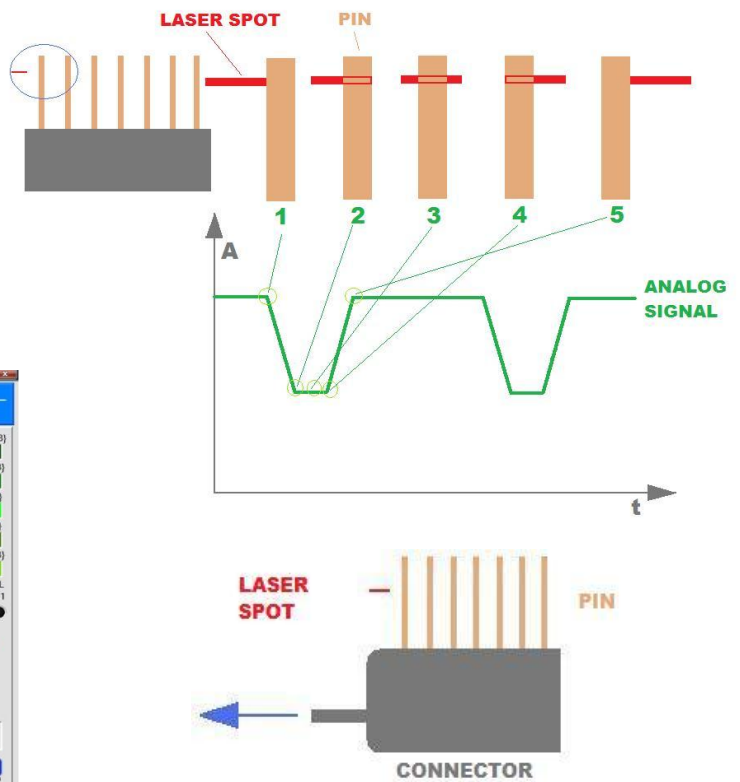 LASER SPOT
PIN
1 2 3 4 5
A
ANALOG
SIGNAL
t
LASER
SPOT
PIN
CONNECTOR